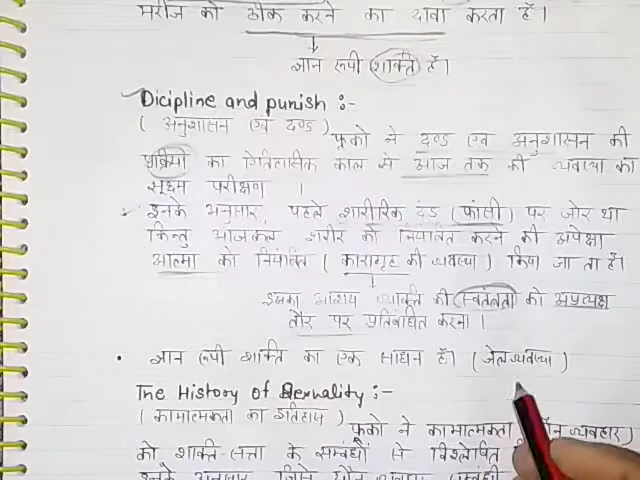 मरीज को ठीक करने का दावा करता है।
ज्ञान रूपी शक्ति है।
Dicipline and punish :-
( अनुशासन एवं दण्ड ) फूको ने दण्ड एवं अनुशासन की
प्रक्रियो का ऐतिहासिक काल से आज तक की व्यवस्था का
सूक्ष्म परीक्षण ।
इनके अनुसार, पहले शारीरिक दंड (फांसी) पर जोर था
किन्तु आजकल शरीर को नियंत्रित करने की अपेक्षा
आत्मा को नियंत्रित ( कारागृह की व्यवस्था ) किया जाता है।
इसका आशय व्यक्ति की स्वतंत्रता को अप्रत्यक्ष
तौर पर प्रतिबंधित करना ।
• ज्ञान रूपी शक्ति का एक साधन है। ( जेल व्यवस्था )
The History of Sexuality :-
( कामात्मकता का इतिहास ) फूको ने कामात्मकता व्यवहार )
को शक्ति-सत्ता के सम्बंधों से विश्लेषित
इनके अनुसार